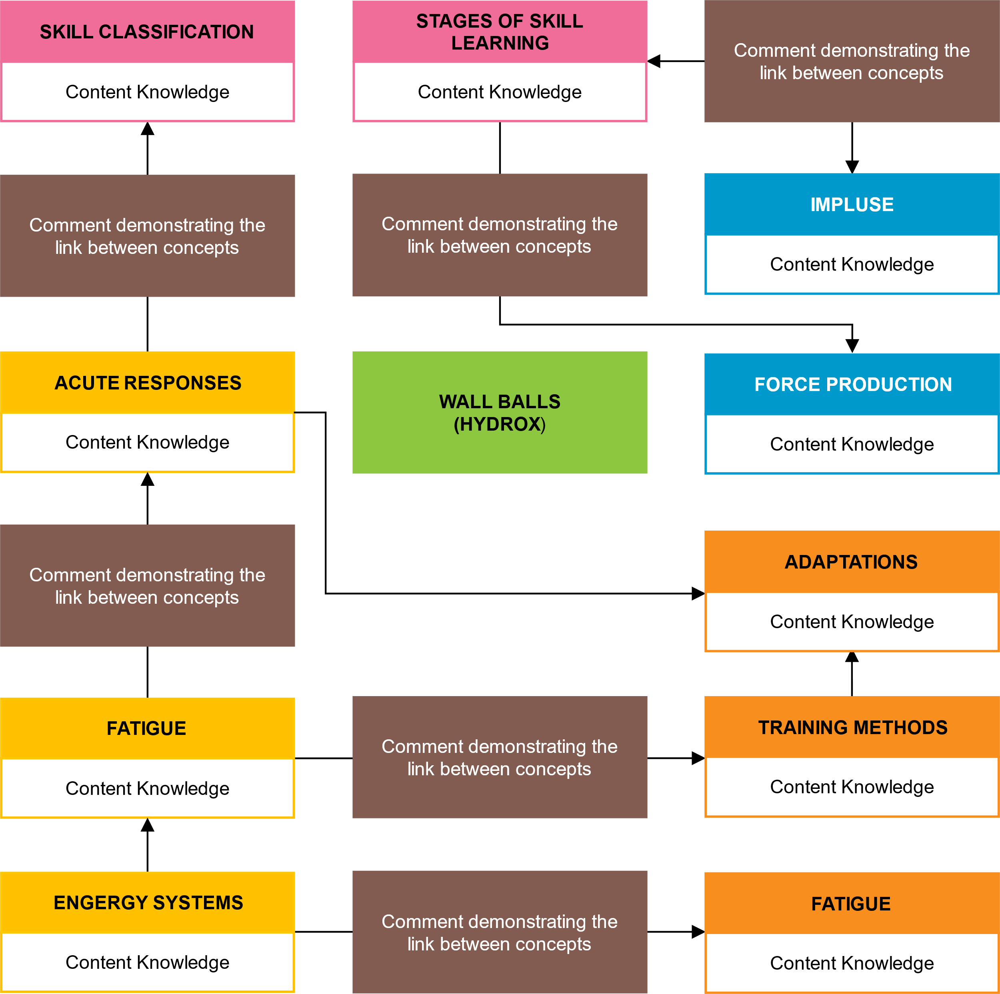 SKILL CLASSIFICATION
Content Knowledge
STAGES OF SKILL
LEARNING
Content Knowledge
Comment demonstrating the
link between concepts
Comment demonstrating the
link between concepts
Comment demonstrating the
link between concepts
IMPLUSE
Content Knowledge
ACUTE RESPONSES
Content Knowledge
WALL BALLS
(HYDROX)
FORCE PRODUCTION
Content Knowledge
Comment demonstrating the
link between concepts
ADAPTATIONS
Content Knowledge
FATIGUE
Content Knowledge
Comment demonstrating the
link between concepts
TRAINING METHODS
Content Knowledge
ENGERGY SYSTEMS
Content Knowledge
Comment demonstrating the
link between concepts
FATIGUE
Content Knowledge